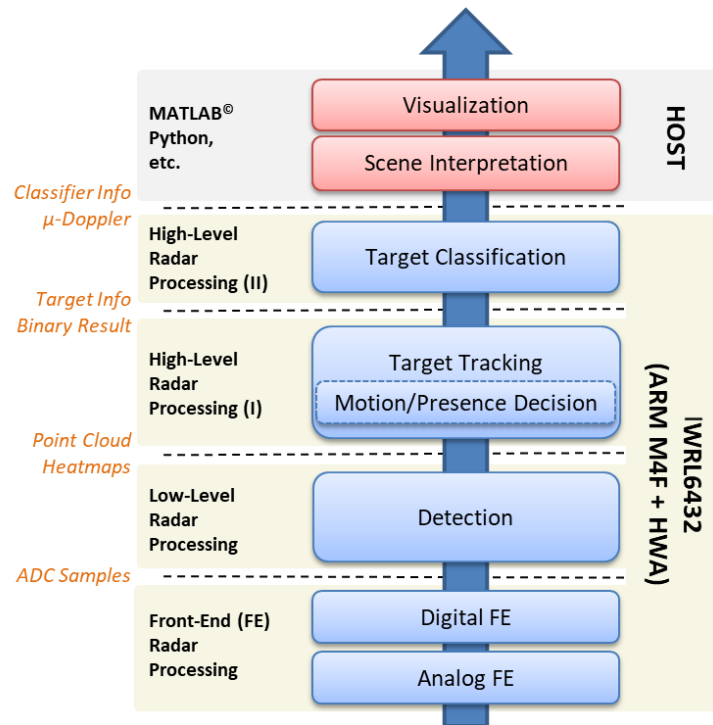 MATLAB©
Python,
etc.
Visualization
Scene Interpretation
HOST
Classifier Info
µ-Doppler
High-Level
Radar
Processing (II)
Target Classification
Target Info
Binary Result
High-Level
Radar
Processing (I)
Target Tracking
Motion/Presence Decision
IWRL6432
(ARM M4F + HWA)
Point Cloud
Heatmaps
Low-Level
Radar
Processing
Detection
ADC Samples
Front-End (FE)
Radar
Processing
Digital FE
Analog FE